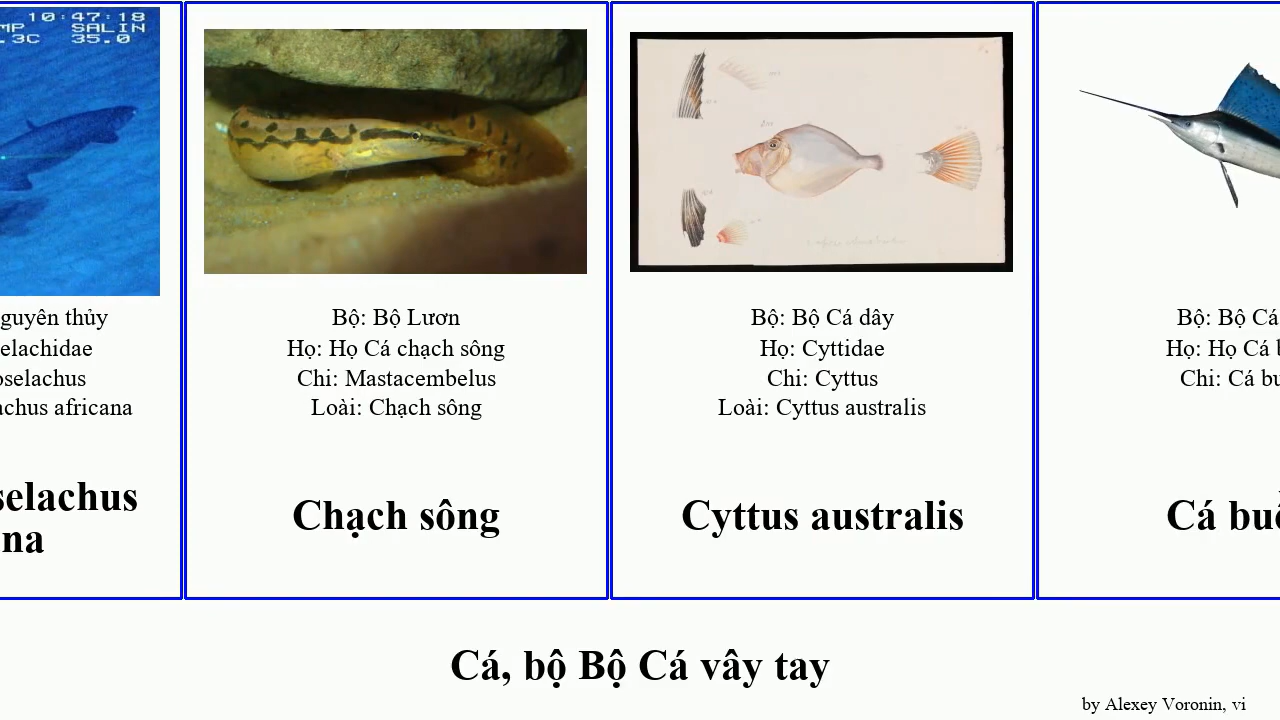 10:47:18
MP SALIN
.3C 35.0
guyên thủy
elachidae
oselachus
achus africana
selachus
na
Bộ: Bộ Lươn
Họ: Họ Cá chạch sông
Chi: Mastacembelus
Loài: Chạch sông
Chạch sông
Bộ: Bộ Cá dây
Họ: Cyttidae
Chi: Cyttus
Loài: Cyttus australis
Cyttus australis
Bộ: Bộ Cá
Họ: Họ Cá
Chi: Cá bu
Cá buồ
Cá, bộ Bộ Cá vây tay
by Alexey Voronin, vi